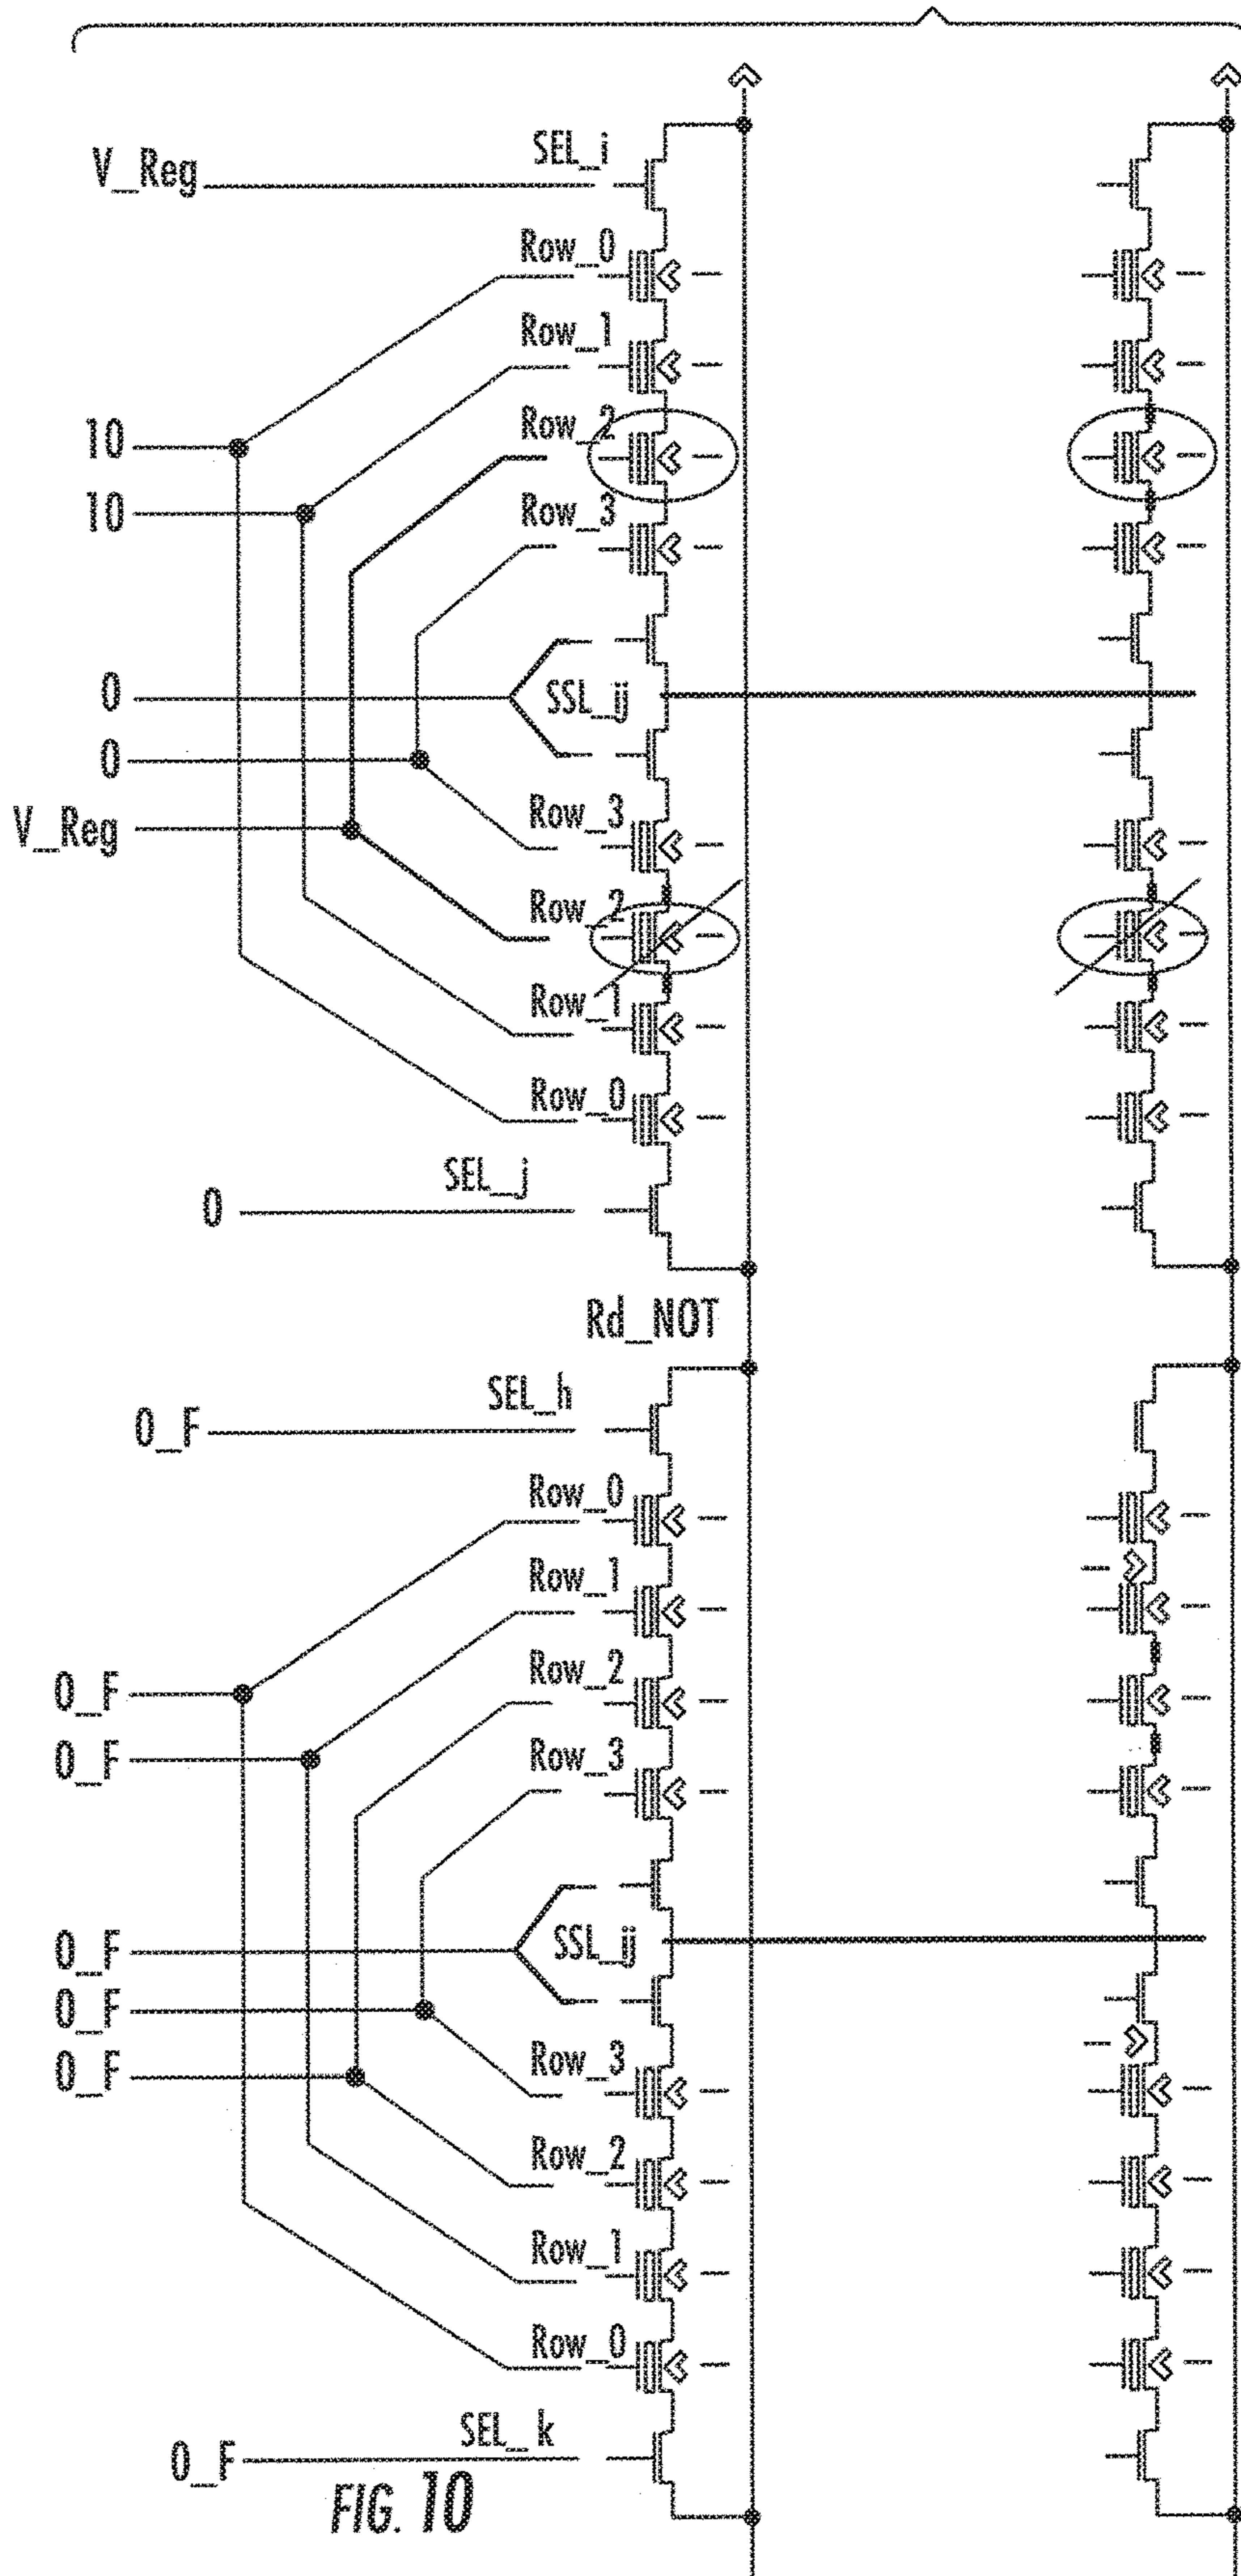 V_Reg SEL_i
Row_0
Row_1
10 Row_2
10 Row_3
0 SSL_ij
0
V_Reg Row_3
Row_2
Row_1
Row_0
0 SEL_j
Rd_NOT
0_F SEL_h
Row_0
Row_1
0_F Row_2
0_F Row_3
0_F SSL_ij
0_F
0_F Row_3
Row_2
Row_1
Row_0
0_F SEL_k
FIG. 10